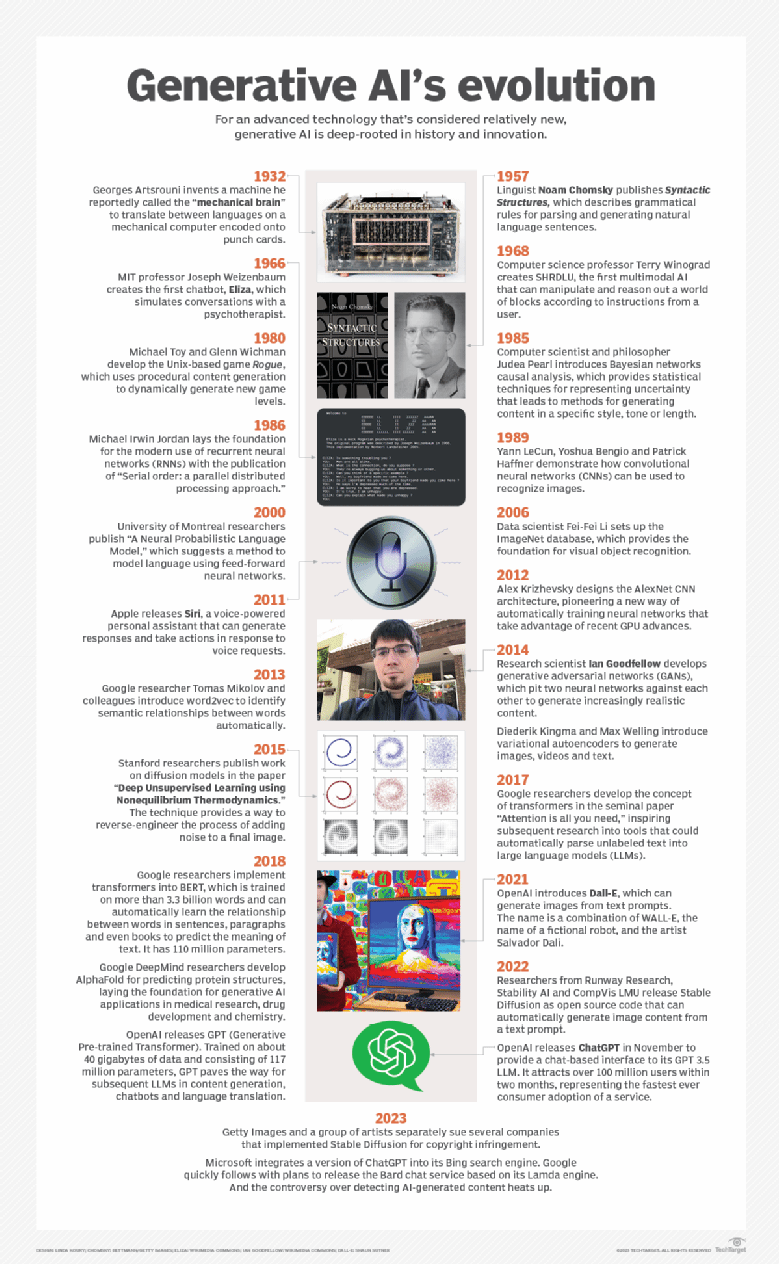 Generative AI's evolution
For an advanced technology that's considered relatively new,
generative AI is deep-rooted in history and innovation.
1932
Georges Artsrouni invents a machine he
reportedly called the "mechanical brain"
to translate between languages on a
mechanical computer encoded onto
punch cards.
1957
Linguist Noam Chomsky publishes Syntactic
Structures, which describes grammatical
rules for parsing and generating natural
language sentences.
1966
MIT professor Joseph Weizenbaum
creates the first chatbot, Eliza, which
simulates conversations with a
psychotherapist.
1968
Computer science professor Terry Winograd
creates SHRDLU, the first multimodal AI
that can manipulate and reason out a world
of blocks according to instructions from a
user.
Noam Chomsky
SYNTACTIC
STRUCTURES
1980
Michael Toy and Glenn Wichman
develop the Unix-based game Rogue,
which uses procedural content generation
to dynamically generate new game
levels.
1985
Computer scientist and philosopher
Judea Pearl introduces Bayesian networks
causal analysis, which provides statistical
techniques for representing uncertainty
that leads to methods for generating
content in a specific style, tone or length.
1986
Michael Irwin Jordan lays the foundation
for the modern use of recurrent neural
networks (RNNs) with the publication
of "Serial order: a parallel distributed
processing approach."
1989
Yann LeCun, Yoshua Bengio and Patrick
Haffner demonstrate how convolutional
neural networks (CNNs) can be used to
recognize images.
2000
University of Montreal researchers
publish "A Neural Probabilistic Language
Model," which suggests a method to
model language using feed-forward
neural networks.
2006
Data scientist Fei-Fei Li sets up the
ImageNet database, which provides the
foundation for visual object recognition.
2011
Apple releases Siri, a voice-powered
personal assistant that can generate
responses and take actions in response to
voice requests.
2012
Alex Krizhevsky designs the AlexNet CNN
architecture, pioneering a new way of
automatically training neural networks that
take advantage of recent GPU advances.
2013
Google researcher Tomas Mikolov and
colleagues introduce word2vec to identify
semantic relationships between words
automatically.
2014
Research scientist Ian Goodfellow develops
generative adversarial networks (GANs),
which pit two neural networks against each
other to generate increasingly realistic
content.
Diederik Kingma and Max Welling introduce
variational autoencoders to generate
images, videos and text.
2015
Stanford researchers publish work
on diffusion models in the paper
"Deep Unsupervised Learning using
Nonequilibrium Thermodynamics."
The technique provides a way to
reverse-engineer the process of adding
noise to a final image.
2017
Google researchers develop the concept
of transformers in the seminal paper
"Attention is all you need," inspiring
subsequent research into tools that could
automatically parse unlabeled text into
large language models (LLMs).
2018
Google researchers implement
transformers into BERT, which is trained
on more than 3.3 billion words and can
automatically learn the relationship
between words in sentences, paragraphs
and even books to predict the meaning of
text. It has 110 million parameters.
Google DeepMind researchers develop
AlphaFold for predicting protein structures,
laying the foundation for generative AI
applications in medical research, drug
development and chemistry.
OpenAI releases GPT (Generative
Pre-trained Transformer). Trained on about
40 gigabytes of data and consisting of 117
million parameters, GPT paves the way for
subsequent LLMs in content generation,
chatbots and language translation.
2021
OpenAI introduces Dall-E, which can
generate images from text prompts.
The name is a combination of WALL-E, the
name of a fictional robot, and the artist
Salvador Dali.
2022
Researchers from Runway Research,
Stability AI and CompVis LMU release Stable
Diffusion as open source code that can
automatically generate image content from
a text prompt.
OpenAI releases ChatGPT in November to
provide a chat-based interface to its GPT 3.5
LLM. It attracts over 100 million users within
two months, representing the fastest ever
consumer adoption of a service.
2023
Getty Images and a group of artists separately sue several companies
that implemented Stable Diffusion for copyright infringement.
Microsoft integrates a version of ChatGPT into its Bing search engine. Google
quickly follows with plans to release the Bard chat service based on its Lamda engine.
And the controversy over detecting AI-generated content heats up.
TechTarget